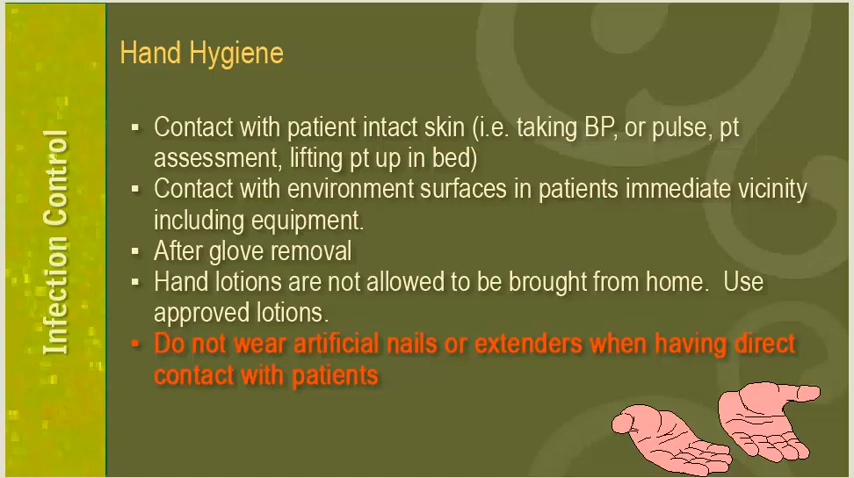 Infection Control
Hand Hygiene
▪ Contact with patient intact skin (i.e. taking BP, or pulse, pt
assessment, lifting pt up in bed)
▪ Contact with environment surfaces in patients immediate vicinity
including equipment.
▪ After glove removal
▪ Hand lotions are not allowed to be brought from home.  Use
approved lotions.
▪ Do not wear artificial nails or extenders when having direct
contact with patients